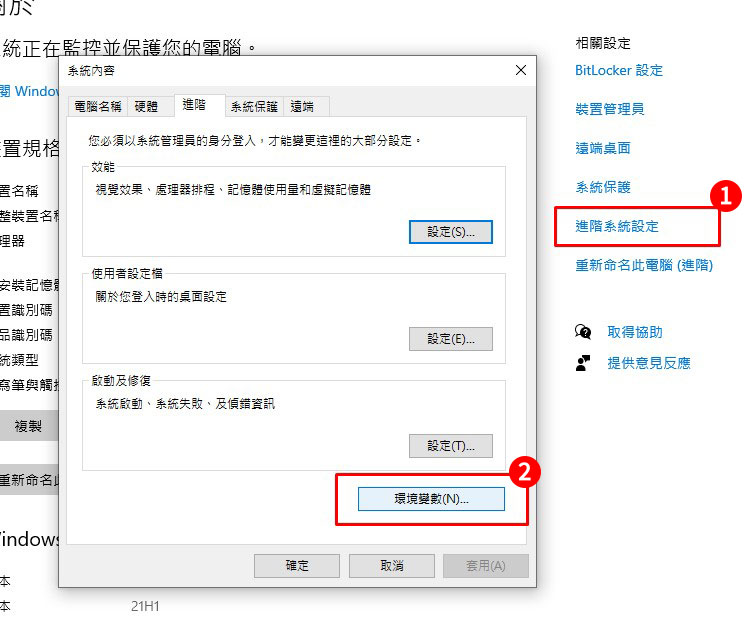 關於
統正在監控並保護您的電腦。
閱 Window
置規格
置名稱
整裝置名稱
理器
安裝記憶體
置識別碼
品識別碼
統類型
寫筆與觸控
複製
重新命名此
Windows
本
本 21H1
系統內容
電腦名稱 硬體 進階 系統保護 遠端
您必須以系統管理員的身分登入，才能變更這裡的大部分設定。
效能
視覺效果、處理器排程、記憶體使用量和虛擬記憶體
設定(S)...
使用者設定檔
關於您登入時的桌面設定
設定(E)...
啟動及修復
系統啟動、系統失敗、及偵錯資訊
設定(T)...
2
環境變數(N)...
確定 取消 套用(A)
相關設定
BitLocker 設定
裝置管理員
遠端桌面
系統保護
1
進階系統設定
重新命名此電腦 (進階)
取得協助
提供意見反應